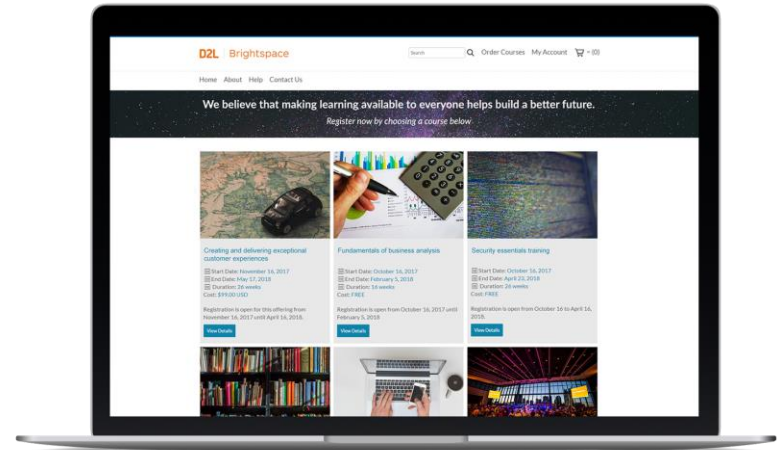 D2L Brightspace
Search
Order Courses My Account (0)
Home About Help Contact Us
We believe that making learning available to everyone helps build a better future.
Register now by choosing a course below
Creating and delivering exceptional
customer experiences
Start Date: November 16, 2017
End Date: May 17, 2018
Duration: 26 weeks
Cost: $99.00 USD
Registration is open for this offering from
November 16, 2017 until April 16, 2018.
View Details
Fundamentals of business analysis
Start Date: October 16, 2017
End Date: February 5, 2018
Duration: 16 weeks
Cost: FREE
Registration is open from October 16, 2017 until
February 5, 2018
View Details
Security essentials training
Start Date: October 16, 2017
End Date: April 23, 2018
Duration: 26 weeks
Cost: FREE
Registration is open from October 16 to April 16,
2018.
View Details